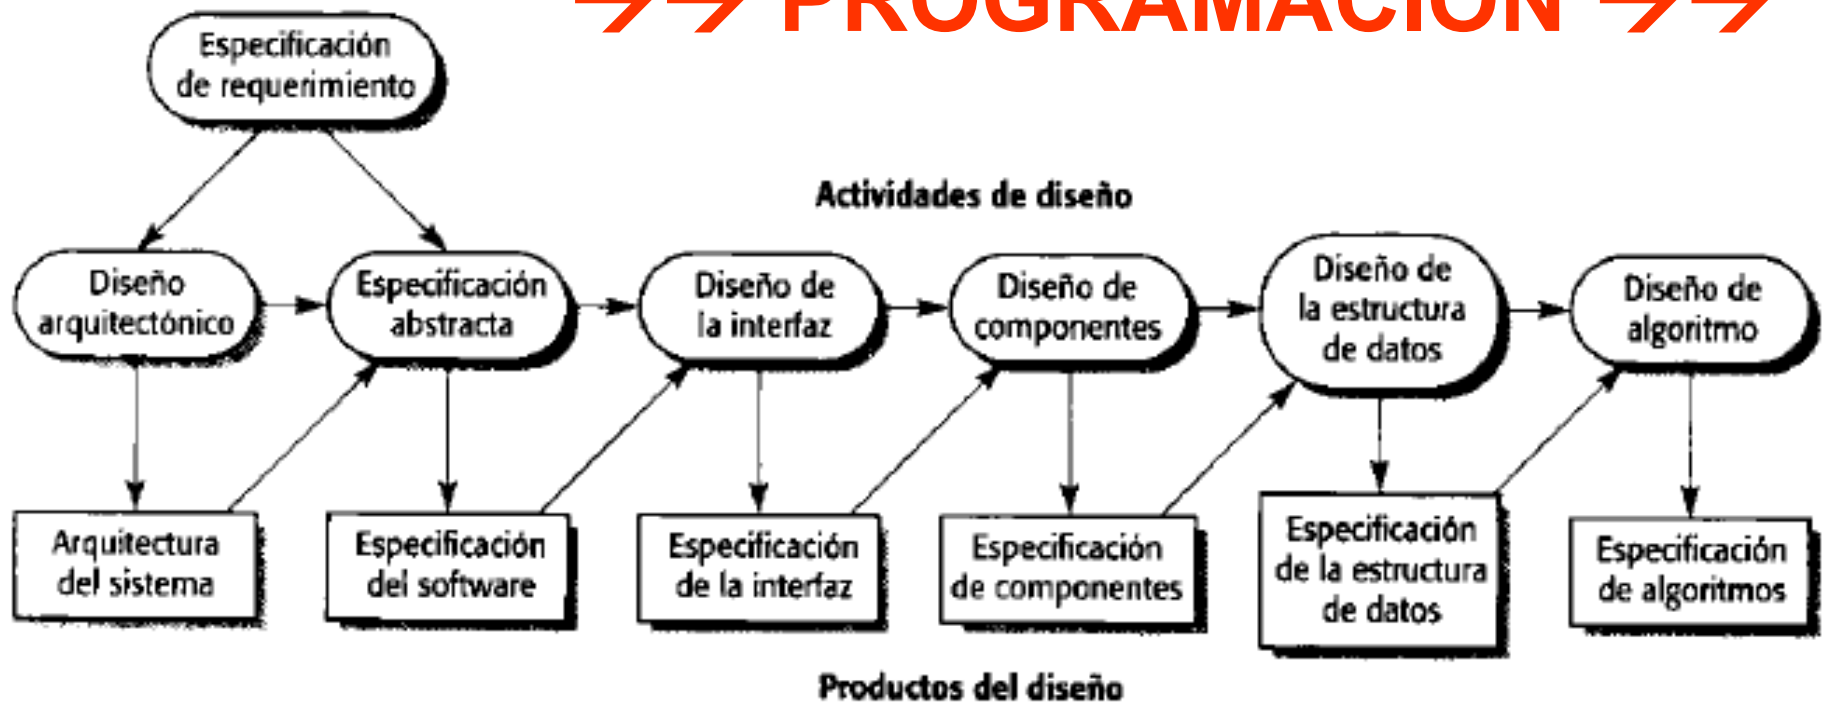 →→ PROGRAMACIÓN →→
Especificación
de requerimiento
Actividades de diseño
Diseño
arquitectónico
Especificación
abstracta
Diseño de
la interfaz
Diseño de
componentes
Diseño de
la estructura
de datos
Diseño de
algoritmo
Arquitectura
del sistema
Especificación
del software
Especificación
de la interfaz
Especificación
de componentes
Especificación
de la estructura
de datos
Especificación
de algoritmos
Productos del diseño